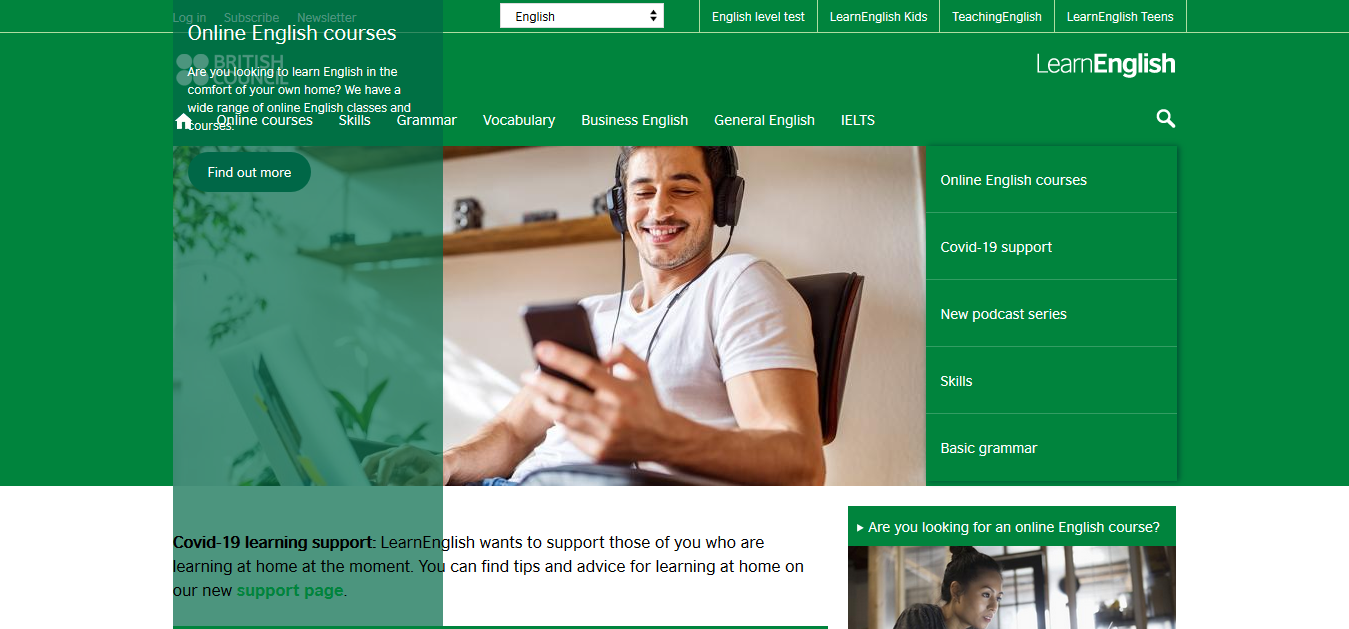 Log in Subscribe Newsletter
English
English level test
LearnEnglish Kids
TeachingEnglish
LearnEnglish Teens
Online English courses
BRITISH
COUNCIL
LearnEnglish
Are you looking to learn English in the
comfort of your own home? We have a
wide range of online English classes and
courses.
Online courses Skills Grammar Vocabulary Business English General English IELTS
Find out more
Online English courses
Covid-19 support
New podcast series
Skills
Basic grammar
Covid-19 learning support: LearnEnglish wants to support those of you who are
learning at home at the moment. You can find tips and advice for learning at home on
our new support page.
Are you looking for an online English course?